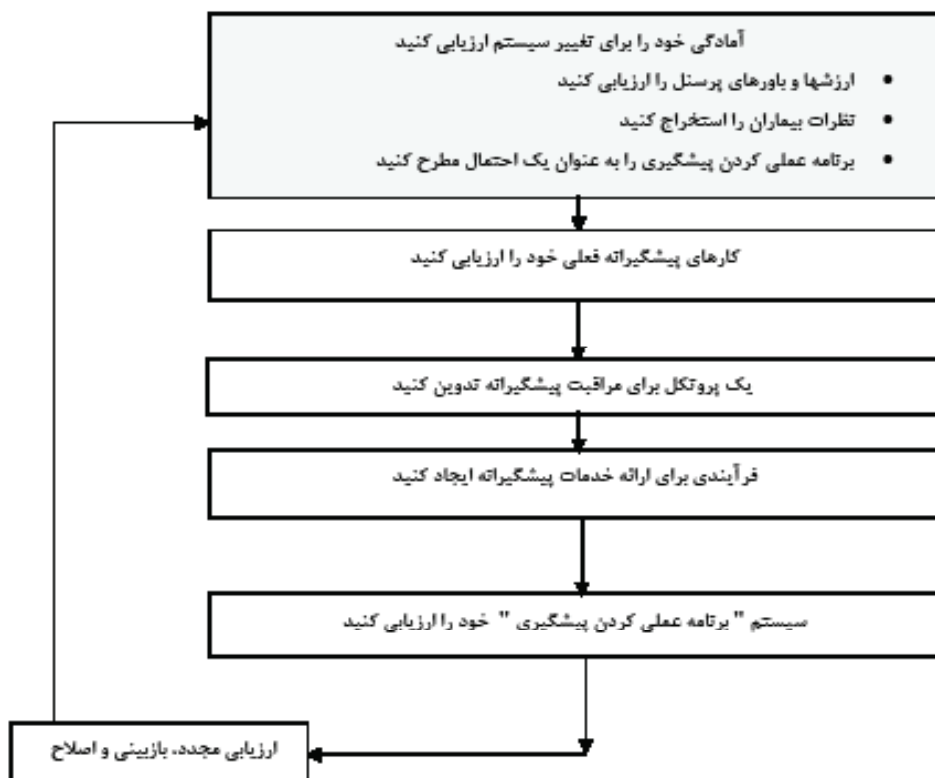 آمادگی خود را برای تغییر سیستم ارزیابی کنید
• ارزشها و باورهای پرسنل را ارزیابی کنید
• نظرات بیماران را استخراج کنید
• برنامه عملی کردن پیشگیری را به عنوان یک احتمال مطرح کنید
کارهای پیشگیرانه فعلی خود را ارزیابی کنید
یک پروتکل برای مراقبت پیشگیرانه تدوین کنید
فرآیندی برای ارائه خدمات پیشگیرانه ایجاد کنید
سیستم " برنامه عملی کردن پیشگیری " خود را ارزیابی کنید
ارزیابی مجدد، بازبینی و اصلاح